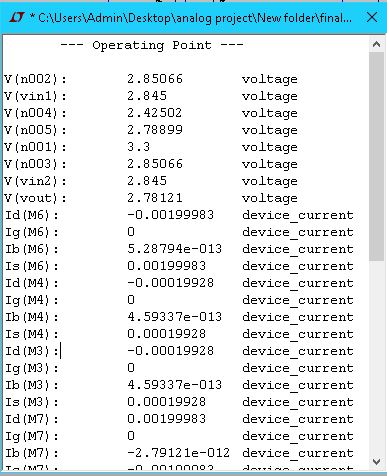 * C:\Users\Admin\Desktop\analog project\New folder\final...
--- Operating Point ---
V(n002): 2.85066 voltage
V(vin1): 2.845 voltage
V(n004): 2.42502 voltage
V(n005): 2.78899 voltage
V(n001): 3.3 voltage
V(n003): 2.85066 voltage
V(vin2): 2.845 voltage
V(vout): 2.78121 voltage
Id(M6): -0.00199983 device_current
Ig(M6): 0 device_current
Ib(M6): 5.28794e-013 device_current
Is(M6): 0.00199983 device_current
Id(M4): -0.00019928 device_current
Ig(M4): 0 device_current
Ib(M4): 4.59337e-013 device_current
Is(M4): 0.00019928 device_current
Id(M3): -0.00019928 device_current
Ig(M3): 0 device_current
Ib(M3): 4.59337e-013 device_current
Is(M3): 0.00019928 device_current
Id(M7): 0.00199983 device_current
Ig(M7): 0 device_current
Ib(M7): -2.79121e-012 device_current
Is(M7): -0.00199983 device_current